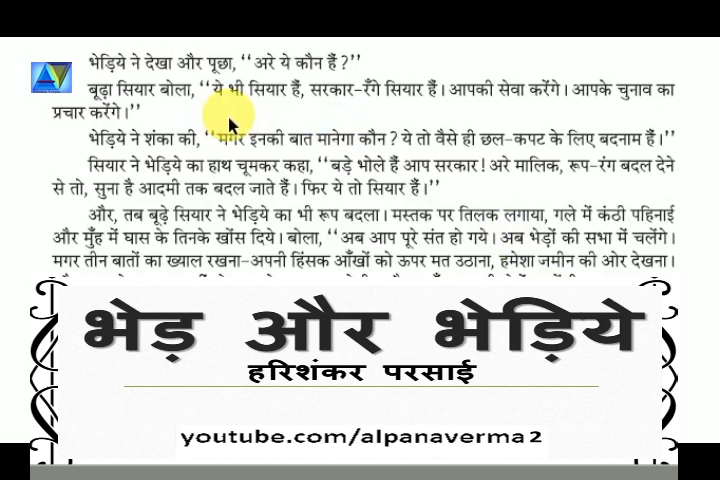 भेड़िये ने देखा और पूछा, ‘‘अरे ये कौन हैं?’’
बूढ़ा सियार बोला, ‘‘ये भी सियार हैं, सरकार-रँगे सियार हैं। आपकी सेवा करेंगे। आपके चुनाव का
प्रचार करेंगे।’’
भेड़िये ने शंका की, ‘‘मगर इनकी बात मानेगा कौन? ये तो वैसे ही छल-कपट के लिए बदनाम हैं।’’
सियार ने भेड़िये का हाथ चूमकर कहा, ‘‘बड़े भोले हैं आप सरकार! अरे मालिक, रूप-रंग बदल देने
से तो, सुना है आदमी तक बदल जाते हैं। फिर ये तो सियार हैं।’’
और, तब बूढ़े सियार ने भेड़िये का भी रूप बदला। मस्तक पर तिलक लगाया, गले में कंठी पहिनाई
और मुँह में घास के तिनके खोंस दिये। बोला, ‘‘अब आप पूरे संत हो गये। अब भेड़ों की सभा में चलेंगे।
मगर तीन बातों का ख्याल रखना-अपनी हिंसक आँखों को ऊपर मत उठाना, हमेशा जमीन की ओर देखना।
भेड़ और भेड़िये
हरिशंकर परसाई
youtube.com/alpanaverma2